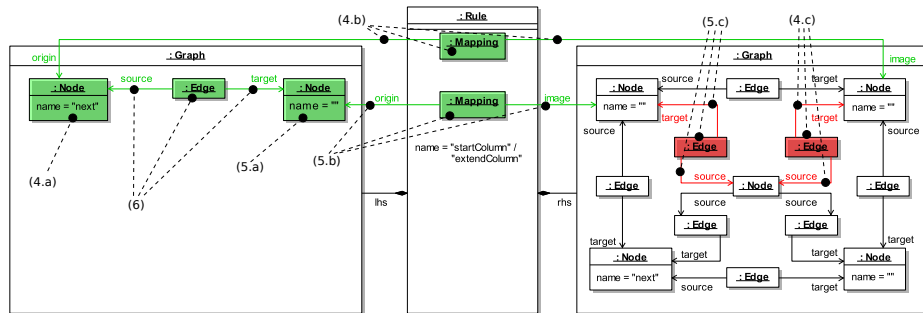 (4.b)
: Rule
(5.c)
(4.c)
: Graph
origin
: Mapping
: Graph
image
: Node
name = "next"
source
: Edge
target
: Node
name = ""
origin
: Mapping
image
name = "startColumn" /
"extendColumn"
: Node
name = ""
source
: Edge
target
: Node
name = ""
target
target
source
source
: Edge
: Edge
(4.a)
(6)
(5.a)
(5.b)
source
source
: Edge
: Node
: Edge
lhs
rhs
source
source
: Edge
: Edge
target
target
target
target
: Node
name = "next"
: Node
name = ""
source
: Edge
target